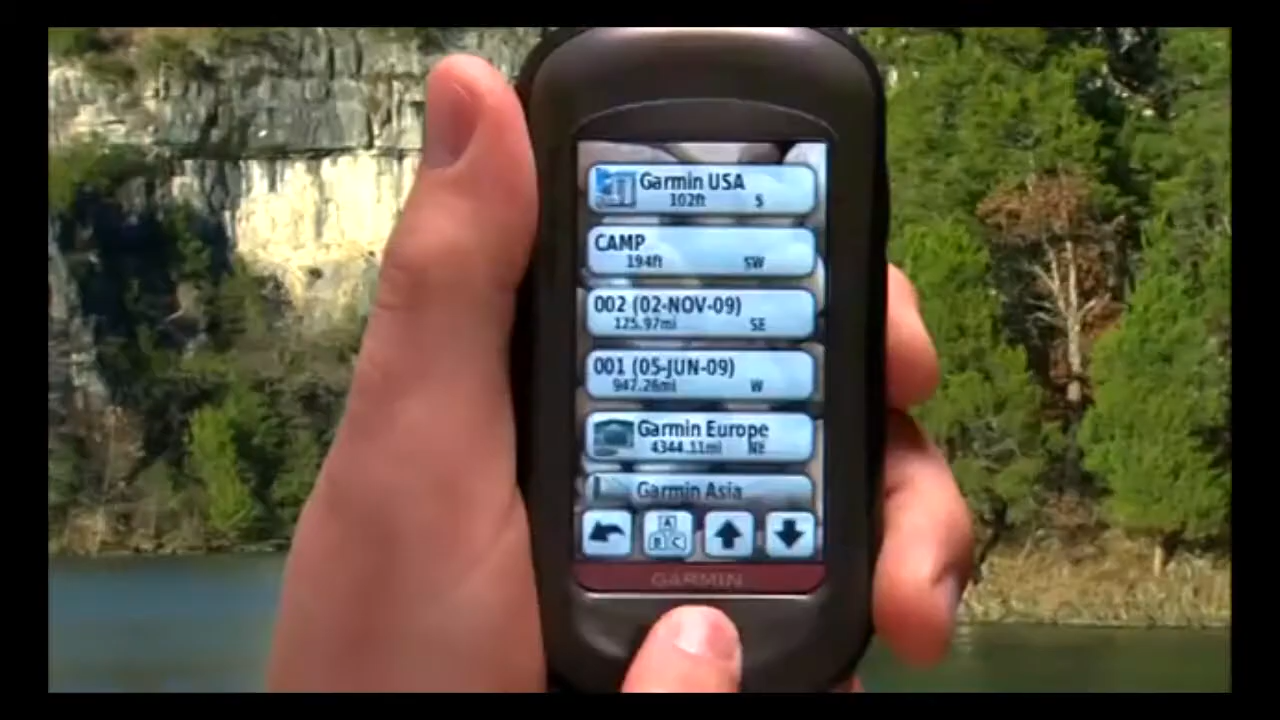 Garmin USA
102ft S
CAMP
194ft SW
002 (02-NOV-09)
125.97mi SE
001 (05-JUN-09)
947.26mi W
Garmin Europe
4344.11mi NE
Garmin Asia
A
B C
GARMIN